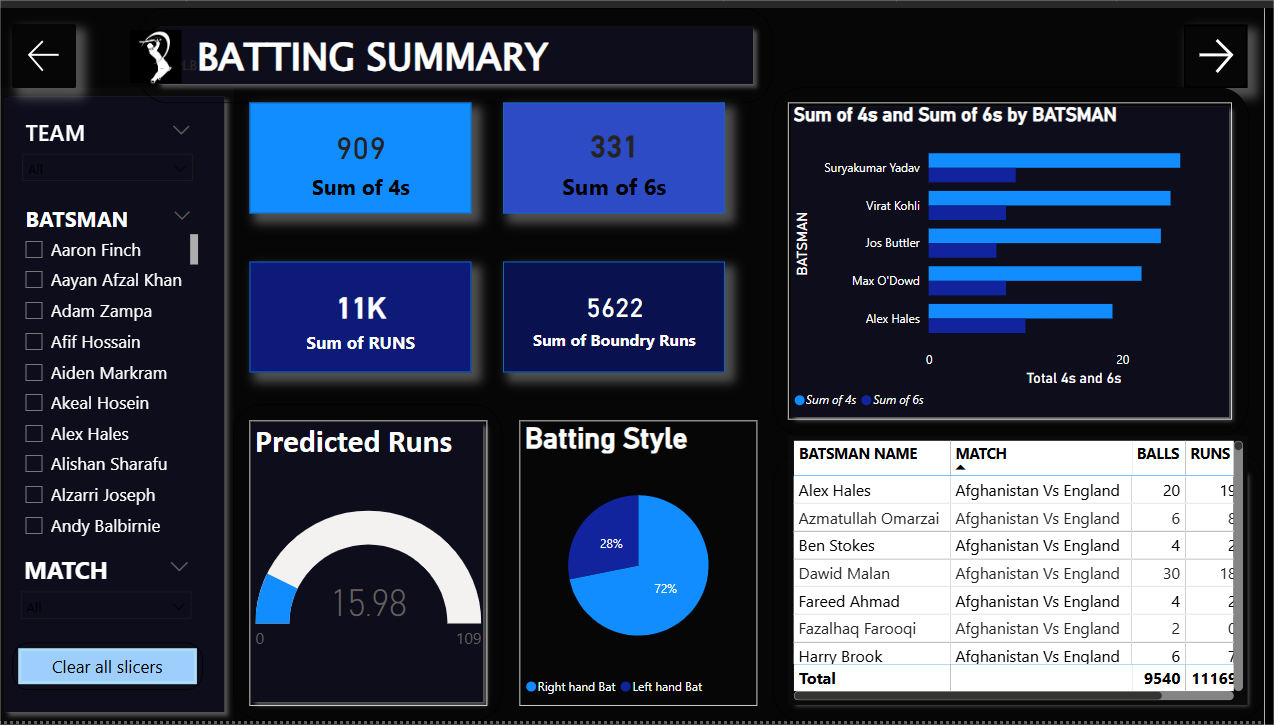 BATTING SUMMARY
TEAM
All
BATSMAN
Aaron Finch
Aayan Afzal Khan
Adam Zampa
Afif Hossain
Aiden Markram
Akeal Hosein
Alex Hales
Alishan Sharafu
Alzarri Joseph
Andy Balbirnie
MATCH
All
Clear all slicers
909
Sum of 4s
331
Sum of 6s
11K
Sum of RUNS
5622
Sum of Boundry Runs
Predicted Runs
15.98
0 109
Batting Style
28%
72%
Right hand Bat Left hand Bat
Sum of 4s and Sum of 6s by BATSMAN
BATSMAN
Suryakumar Yadav
Virat Kohli
Jos Buttler
Max O'Dowd
Alex Hales
0 20
Total 4s and 6s
Sum of 4s Sum of 6s
BATSMAN NAME MATCH BALLS RUNS
Alex Hales Afghanistan Vs England 20 19
Azmatullah Omarzai Afghanistan Vs England 6 8
Ben Stokes Afghanistan Vs England 4 2
Dawid Malan Afghanistan Vs England 30 18
Fareed Ahmad Afghanistan Vs England 4 2
Fazalhaq Farooqi Afghanistan Vs England 2 0
Harry Brook Afghanistan Vs England 6 7
Total 9540 11169